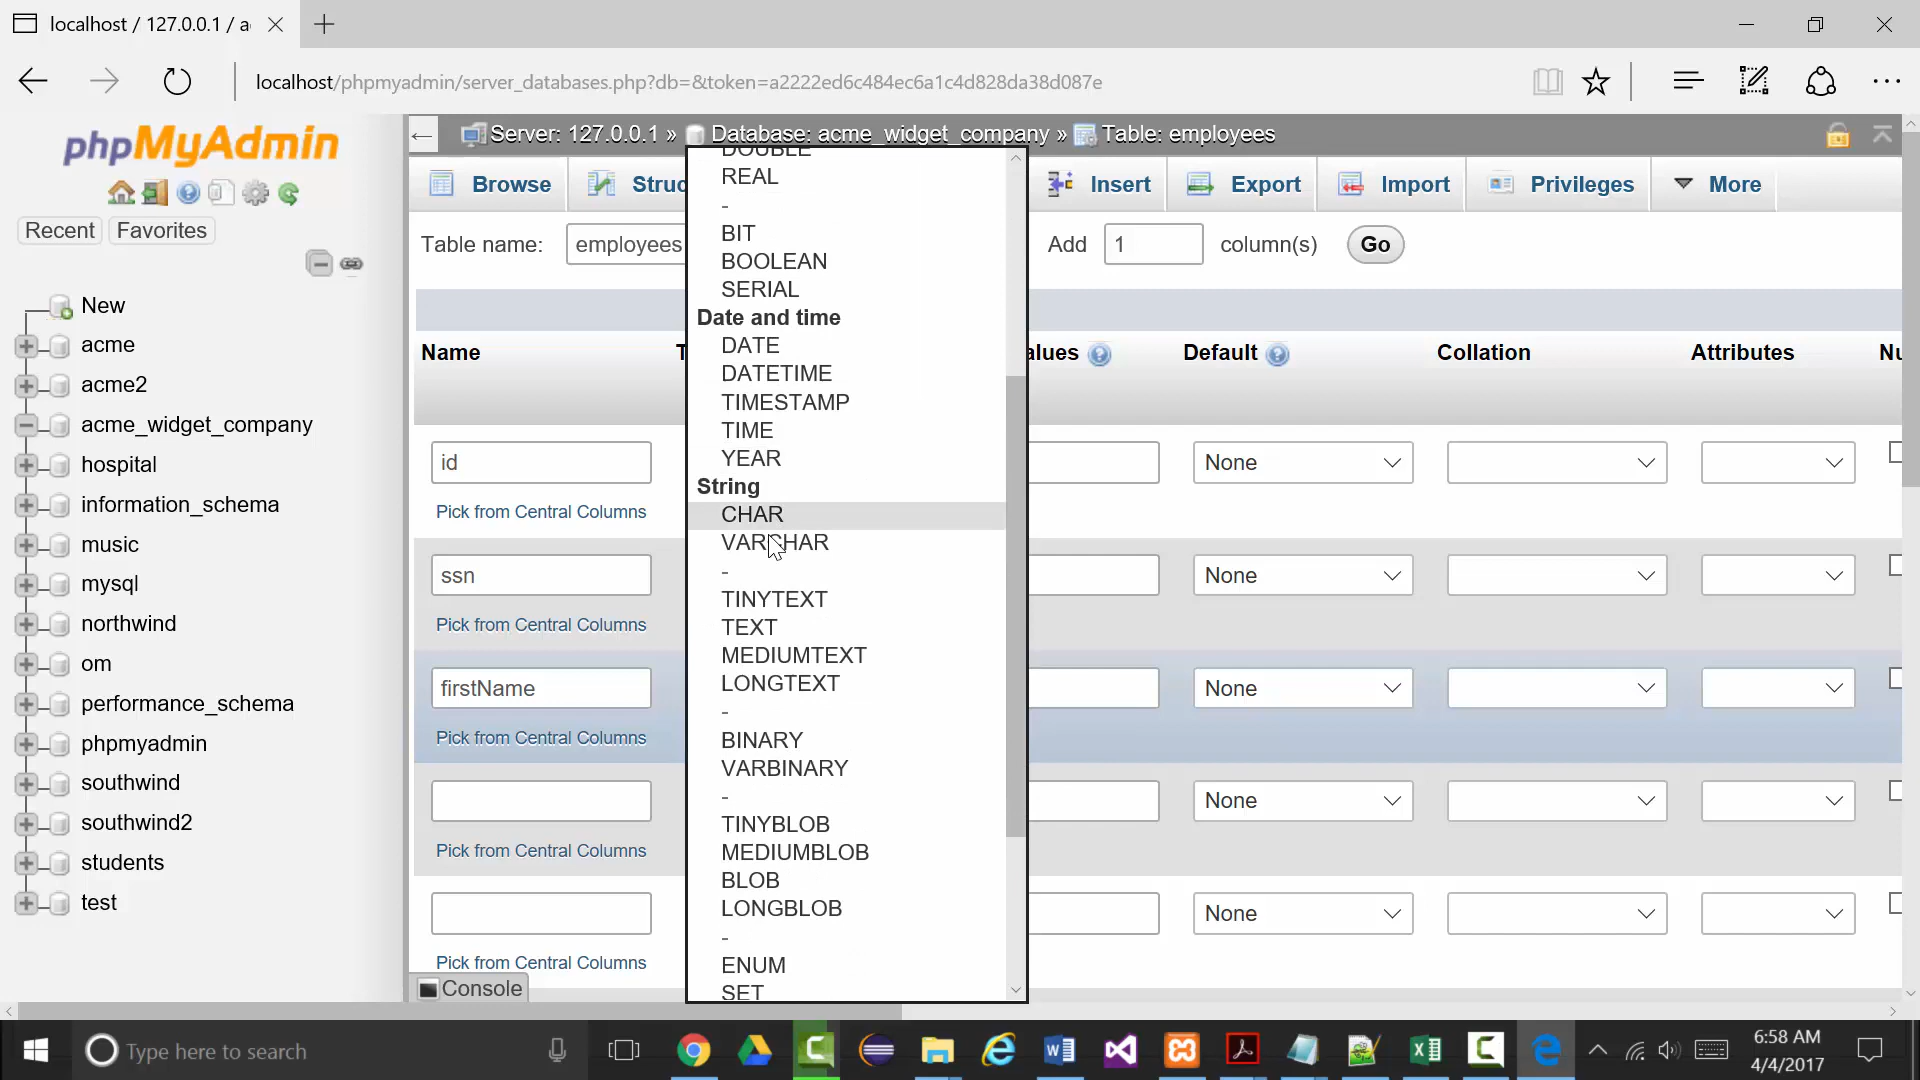 localhost / 127.0.0.1 / a
localhost/phpmyadmin/server_databases.php?db=&token=a2222ed6c484ec6a1c4d828da38d087e
phpMyAdmin
Recent
Favorites
New
acme
acme2
acme_widget_company
hospital
information_schema
music
mysql
northwind
om
performance_schema
phpmyadmin
southwind
southwind2
students
test
Server: 127.0.0.1 » Database: acme_widget_company » Table: employees
Browse
Struc
Insert
Export
Import
Privileges
More
Table name:
employees
Add
1
column(s)
Go
Name
T
alues
Default
Collation
Attributes
Nu
id
None
Pick from Central Columns
ssn
None
Pick from Central Columns
firstName
None
Pick from Central Columns
None
Pick from Central Columns
None
Pick from Central Columns
DOUBLE
REAL
-
BIT
BOOLEAN
SERIAL
Date and time
DATE
DATETIME
TIMESTAMP
TIME
YEAR
String
CHAR
VARCHAR
-
TINYTEXT
TEXT
MEDIUMTEXT
LONGTEXT
-
BINARY
VARBINARY
-
TINYBLOB
MEDIUMBLOB
BLOB
LONGBLOB
-
ENUM
SET
Console
Type here to search
6:58 AM
4/4/2017